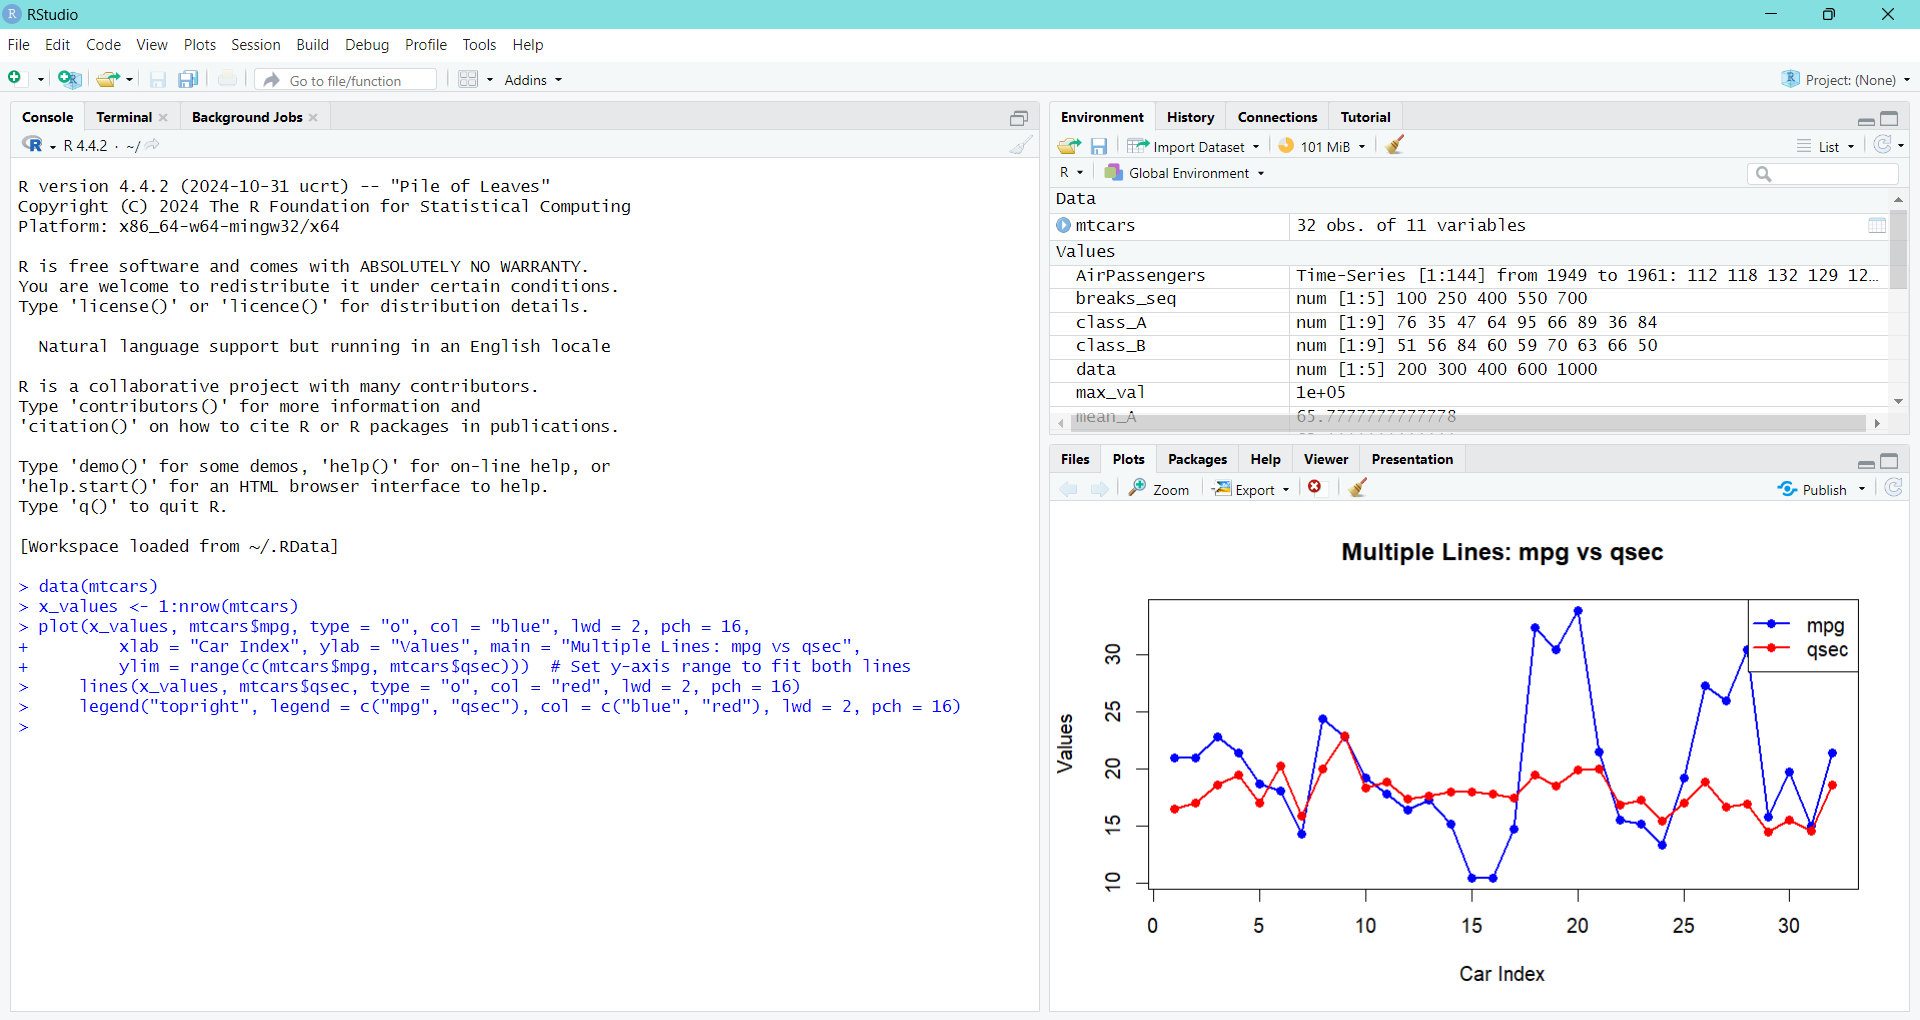 RStudio
File Edit Code View Plots Session Build Debug Profile Tools Help
Go to file/function Addins Project: (None)
Console Terminal Background Jobs
R 4.4.2 · ~/
R version 4.4.2 (2024-10-31 ucrt) -- "Pile of Leaves"
Copyright (C) 2024 The R Foundation for Statistical Computing
Platform: x86_64-w64-mingw32/x64
R is free software and comes with ABSOLUTELY NO WARRANTY.
You are welcome to redistribute it under certain conditions.
Type 'license()' or 'licence()' for distribution details.
Natural language support but running in an English locale
R is a collaborative project with many contributors.
Type 'contributors()' for more information and
'citation()' on how to cite R or R packages in publications.
Type 'demo()' for some demos, 'help()' for on-line help, or
'help.start()' for an HTML browser interface to help.
Type 'q()' to quit R.
[Workspace loaded from ~/.RData]
> data(mtcars)
> x_values <- 1:nrow(mtcars)
> plot(x_values, mtcars$mpg, type = "o", col = "blue", lwd = 2, pch = 16,
+ xlab = "Car Index", ylab = "Values", main = "Multiple Lines: mpg vs qsec",
+ ylim = range(c(mtcars$mpg, mtcars$qsec))) # Set y-axis range to fit both lines
> lines(x_values, mtcars$qsec, type = "o", col = "red", lwd = 2, pch = 16)
> legend("topright", legend = c("mpg", "qsec"), col = c("blue", "red"), lwd = 2, pch = 16)
>
Environment History Connections Tutorial
Import Dataset 101 MiB List
R Global Environment
Data
mtcars 32 obs. of 11 variables
Values
AirPassengers Time-Series [1:144] from 1949 to 1961: 112 118 132 129 12...
breaks_seq num [1:5] 100 250 400 550 700
class_A num [1:9] 76 35 47 64 95 66 89 36 84
class_B num [1:9] 51 56 84 60 59 70 63 66 50
data num [1:5] 200 300 400 600 1000
max_val 1e+05
mean_A 65.7777777777778
Files Plots Packages Help Viewer Presentation
Zoom Export Publish
Multiple Lines: mpg vs qsec
mpg
qsec
Values
30
25
20
15
10
0 5 10 15 20 25 30
Car Index